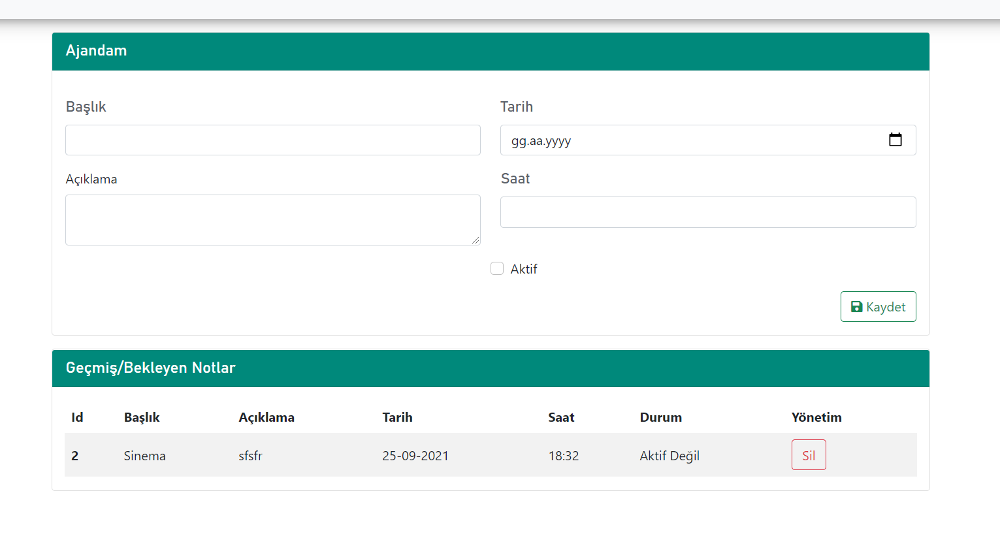 Ajandam
Başlık
Tarih
gg.aa.yyyy
Açıklama
Saat
Aktif
Kaydet
Geçmiş/Bekleyen Notlar
Id Başlık Açıklama Tarih Saat Durum Yönetim
2 Sinema sfsfr 25-09-2021 18:32 Aktif Değil Sil